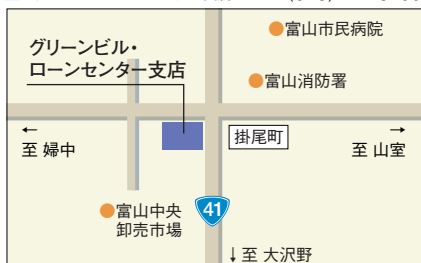 富山市民病院
グリーンビル・
ローンセンター支店
富山消防署
←
至 婦中
掛尾町
→
至 山室
富山中央
卸売市場
41
↓至 大沢野